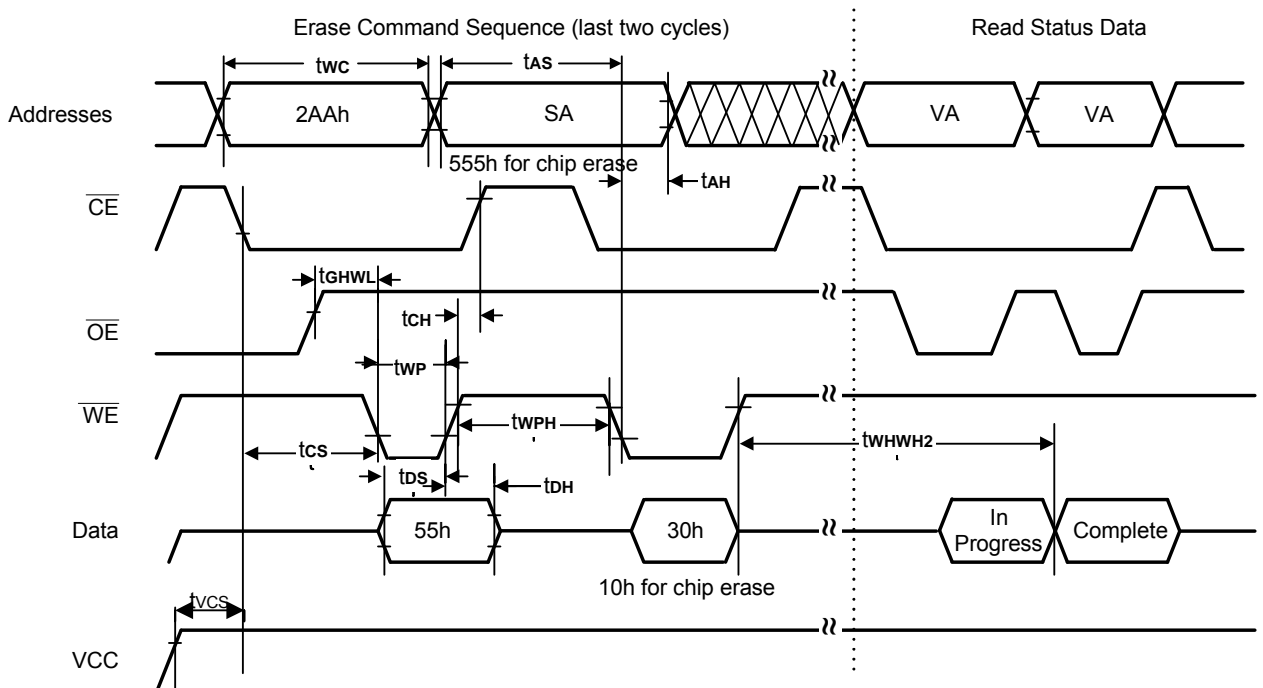 Erase Command Sequence (last two cycles)
Read Status Data
tWC
tAS
Addresses
2AAh
SA
VA
VA
555h for chip erase
tAH
CE
tGHWL
OE
tCH
tWP
WE
tWPH
tWHWH2
tCS
tDS
tDH
Data
55h
30h
In
Progress
Complete
10h for chip erase
tVCS
VCC